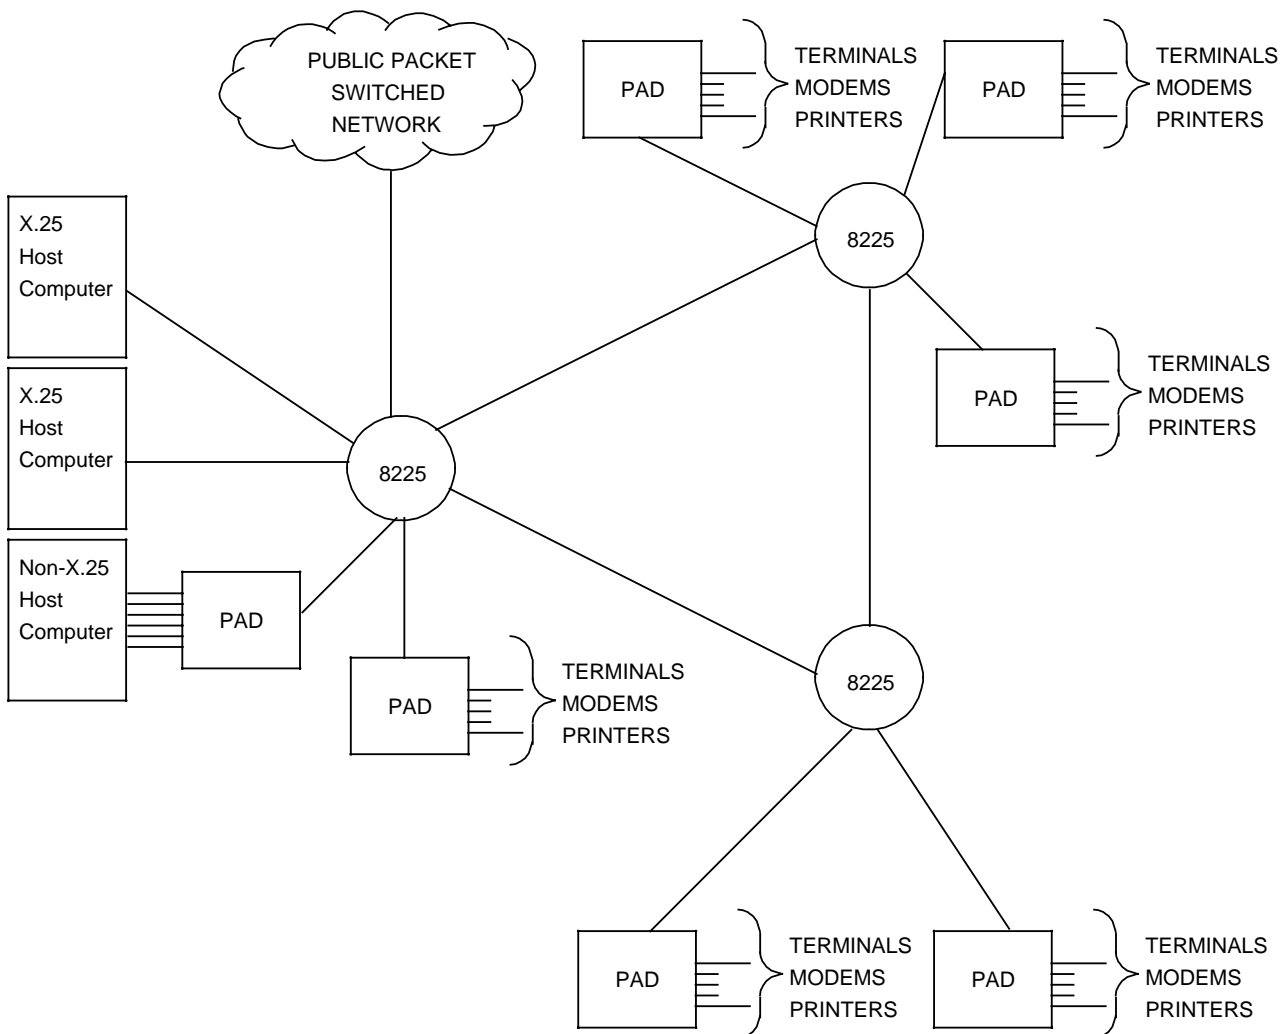 PUBLIC PACKET
SWITCHED
NETWORK
PAD
TERMINALS
MODEMS
PRINTERS
PAD
TERMINALS
MODEMS
PRINTERS
X.25
Host
Computer
8225
PAD
TERMINALS
MODEMS
PRINTERS
X.25
Host
Computer
8225
Non-X.25
Host
Computer
PAD
PAD
TERMINALS
MODEMS
PRINTERS
8225
PAD
TERMINALS
MODEMS
PRINTERS
PAD
TERMINALS
MODEMS
PRINTERS